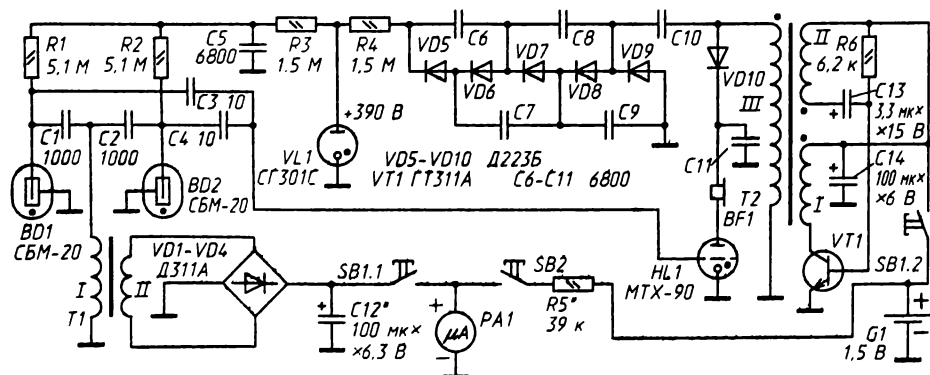 R1
5,1 М
R2
5,1 М
C5
6800
R3
1,5 М
R4
1,5 М
C6
C8
C10
VD5
VD7
VD9
VD6
VD8
C7
C9
VD10
III
II
R6
6,2 к
C13
3,3 мк×
×15 В
C3 10
C1
1000
C2
1000
C4
10
+390 В
VL1
СГ301С
VD5-VD10 Д223Б
VT1 ГТ311А C6-C11 6800
C11
BF1
T2
I
C14
100 мк×
×6 В
BD1
СБМ-20
BD2
СБМ-20
VD1-VD4
Д311А
I
II
T1
SB1.1
SB2
HL1
МТХ-90
VT1
SB1.2
C12*
100 мк×
×6,3 В
+
μA
−
PA1
R5*
39 к
G1
1,5 В
+
−